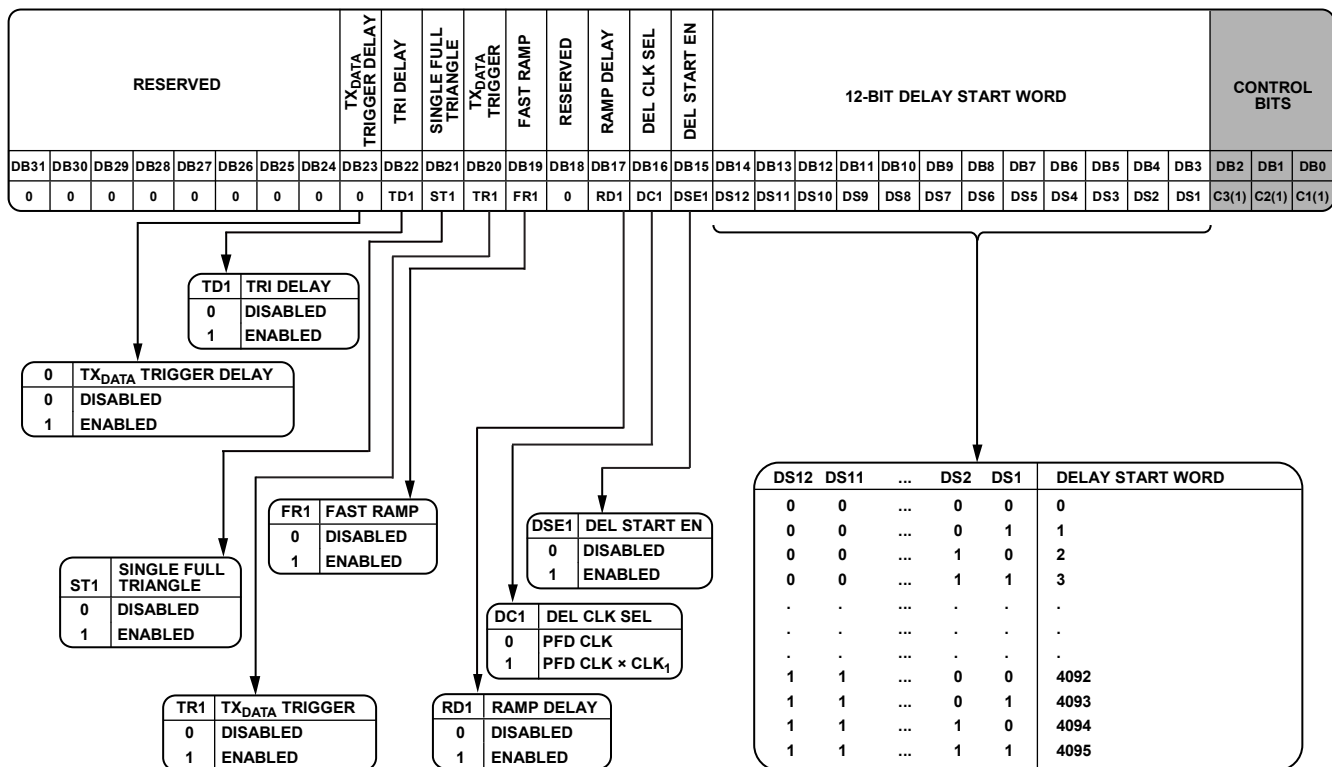 RESERVED
TXDATA TRIGGER DELAY
TRI DELAY
SINGLE FULL TRIANGLE
TXDATA TRIGGER
FAST RAMP
RESERVED
RAMP DELAY
DEL CLK SEL
DEL START EN
12-BIT DELAY START WORD
CONTROL BITS
DB31 DB30 DB29 DB28 DB27 DB26 DB25 DB24 DB23 DB22 DB21 DB20 DB19 DB18 DB17 DB16 DB15 DB14 DB13 DB12 DB11 DB10 DB9 DB8 DB7 DB6 DB5 DB4 DB3 DB2 DB1 DB0
0 0 0 0 0 0 0 0 0 TD1 ST1 TR1 FR1 0 RD1 DC1 DSE1 DS12 DS11 DS10 DS9 DS8 DS7 DS6 DS5 DS4 DS3 DS2 DS1 C3(1) C2(1) C1(1)
TD1 TRI DELAY
0 DISABLED
1 ENABLED
0 TXDATA TRIGGER DELAY
0 DISABLED
1 ENABLED
FR1 FAST RAMP
0 DISABLED
1 ENABLED
DSE1 DEL START EN
0 DISABLED
1 ENABLED
ST1 SINGLE FULL TRIANGLE
0 DISABLED
1 ENABLED
DC1 DEL CLK SEL
0 PFD CLK
1 PFD CLK × CLK1
TR1 TXDATA TRIGGER
0 DISABLED
1 ENABLED
RD1 RAMP DELAY
0 DISABLED
1 ENABLED
DS12 DS11 ... DS2 DS1 DELAY START WORD
0 0 ... 0 0 0
0 0 ... 0 1 1
0 0 ... 1 0 2
0 0 ... 1 1 3
. . ... . . .
. . ... . . .
. . ... . . .
1 1 ... 0 0 4092
1 1 ... 0 1 4093
1 1 ... 1 0 4094
1 1 ... 1 1 4095